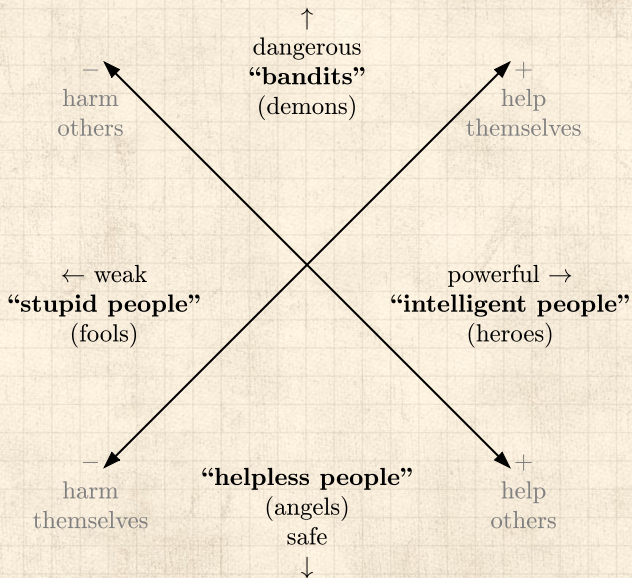 ↑
dangerous
“bandits”
(demons)
−
harm
others
+
help
themselves
← weak
“stupid people”
(fools)
powerful →
“intelligent people”
(heroes)
−
harm
themselves
“helpless people”
(angels)
safe
↓
+
help
others